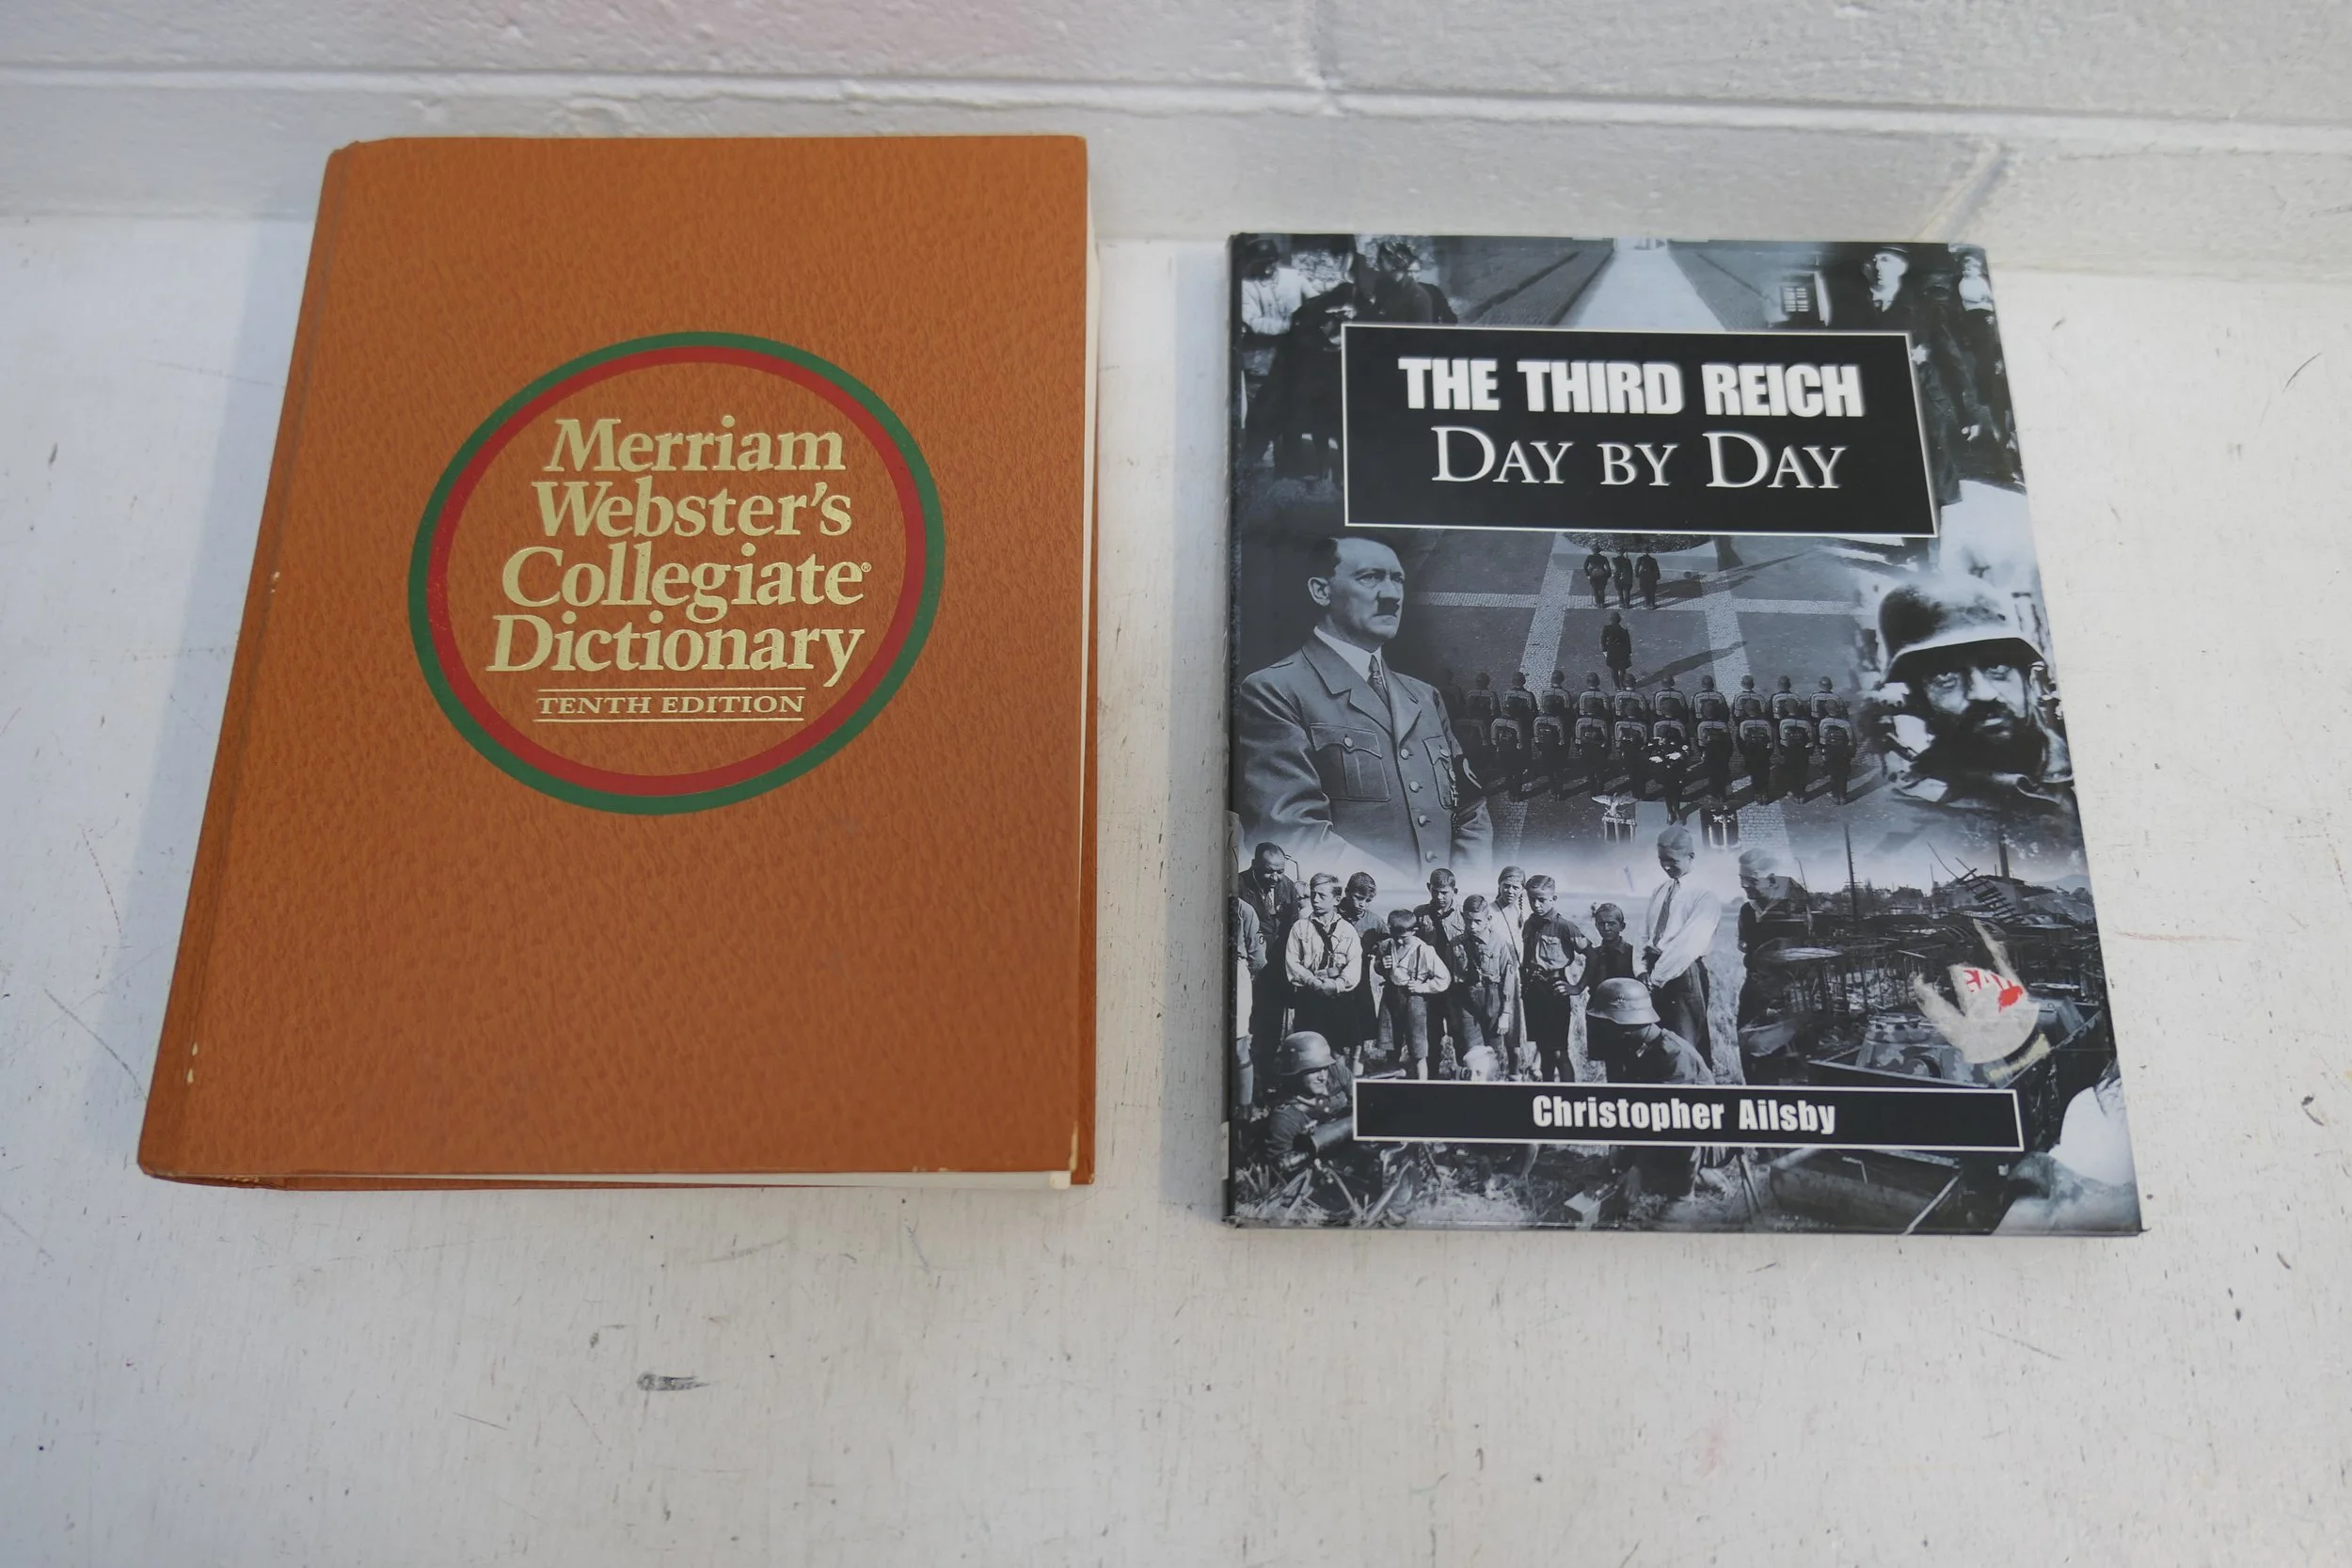 Merriam
Webster's
Collegiate®
Dictionary
TENTH EDITION
THE THIRD REICH
DAY BY DAY
Christopher Ailsby